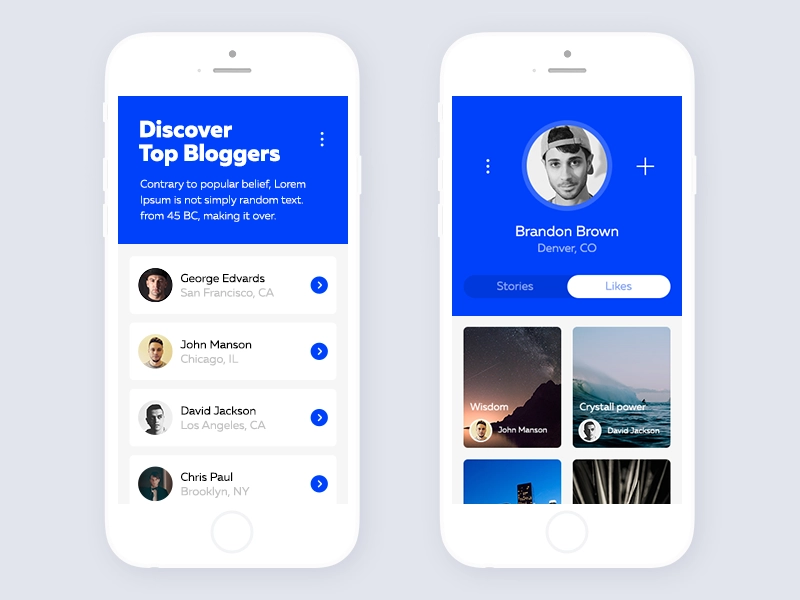 Discover
Top Bloggers
Contrary to popular belief, Lorem
Ipsum is not simply random text.
from 45 BC, making it over.
George Edvards
San Francisco, CA
John Manson
Chicago, IL
David Jackson
Los Angeles, CA
Chris Paul
Brooklyn, NY
Brandon Brown
Denver, CO
Stories
Likes
Wisdom
John Manson
Crystall power
David Jackson